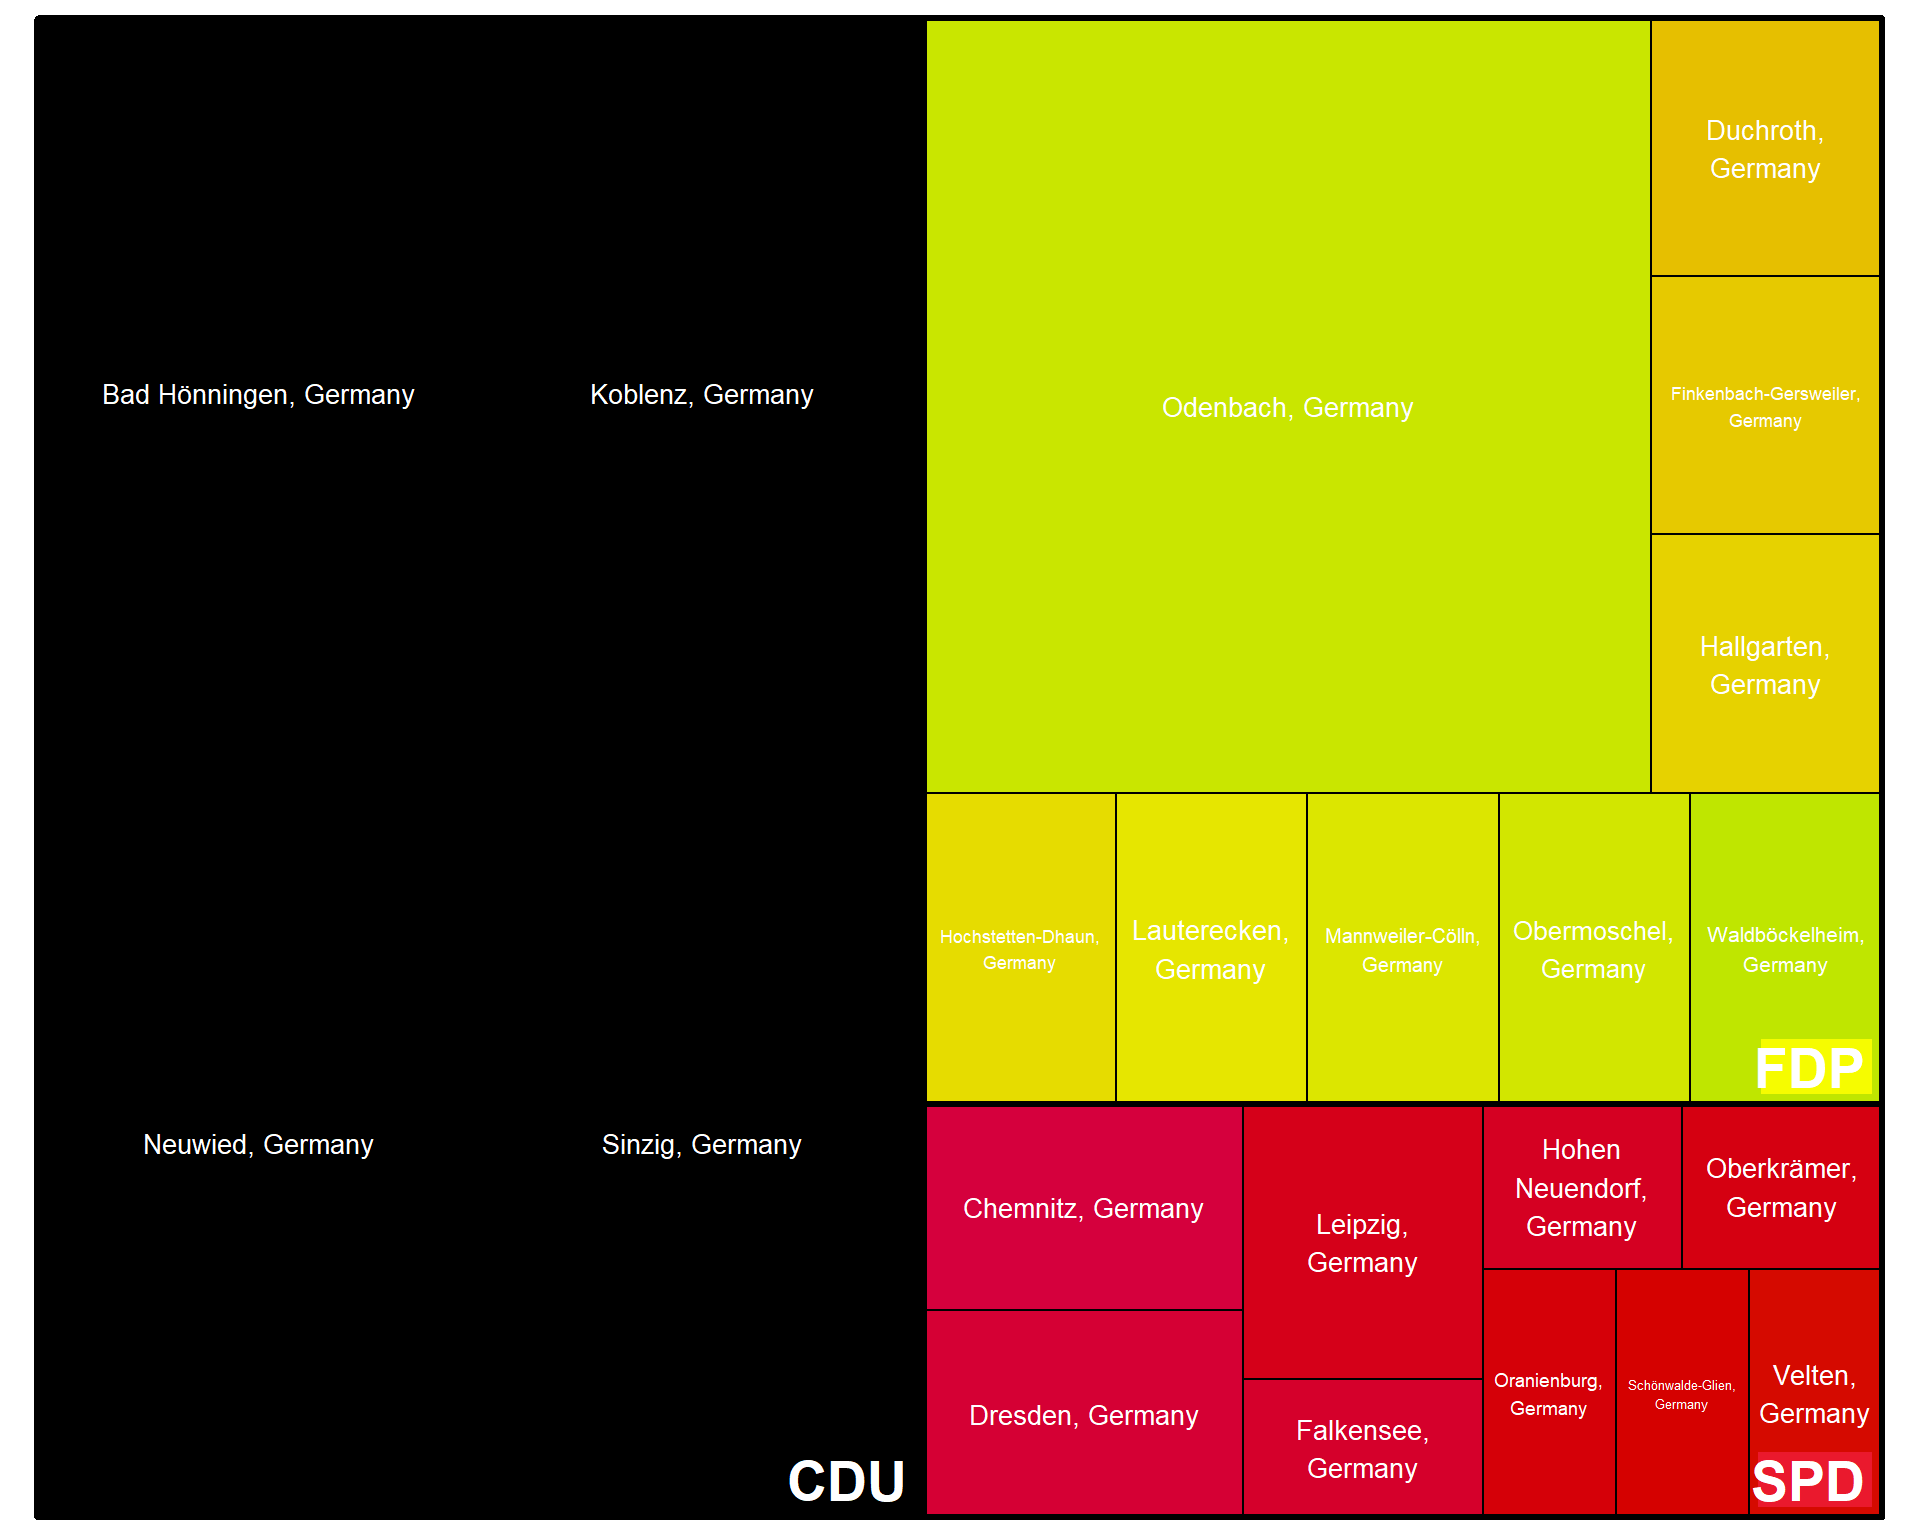 Bad Hönningen, Germany
Koblenz, Germany
Neuwied, Germany
Sinzig, Germany
CDU
Odenbach, Germany
Duchroth,
Germany
Finkenbach-Gersweiler,
Germany
Hallgarten,
Germany
Hochstetten-Dhaun,
Germany
Lauterecken,
Germany
Mannweiler-Cölln,
Germany
Obermoschel,
Germany
Waldböckelheim,
Germany
FDP
Chemnitz, Germany
Dresden, Germany
Leipzig,
Germany
Falkensee,
Germany
Hohen
Neuendorf,
Germany
Oberkrämer,
Germany
Oranienburg,
Germany
Schönwalde-Glien,
Germany
Velten,
Germany
SPD